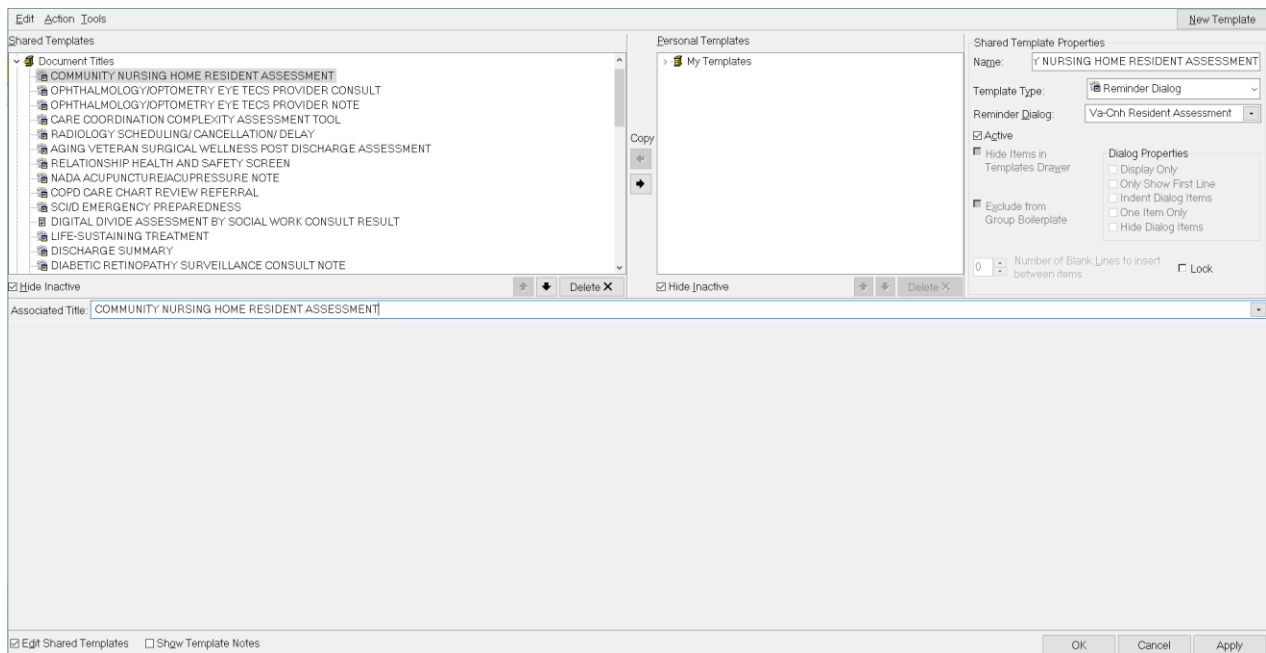 Edit Action Tools
New Template
Shared Templates
Document Titles
COMMUNITY NURSING HOME RESIDENT ASSESSMENT
OPHTHALMOLOGY/OPTOMETRY EYE TECS PROVIDER CONSULT
OPHTHALMOLOGY/OPTOMETRY EYE TECS PROVIDER NOTE
CARE COORDINATION COMPLEXITY ASSESSMENT TOOL
RADIOLOGY SCHEDULING/ CANCELLATION/ DELAY
AGING VETERAN SURGICAL WELLNESS POST DISCHARGE ASSESSMENT
RELATIONSHIP HEALTH AND SAFETY SCREEN
NADA ACUPUNCTURE/ACUPRESSURE NOTE
COPD CARE CHART REVIEW REFERRAL
SCI/D EMERGENCY PREPAREDNESS
DIGITAL DIVIDE ASSESSMENT BY SOCIAL WORK CONSULT RESULT
LIFE-SUSTAINING TREATMENT
DISCHARGE SUMMARY
DIABETIC RETINOPATHY SURVEILLANCE CONSULT NOTE
Hide Inactive
Delete X
Copy
Personal Templates
My Templates
Hide Inactive
Delete X
Shared Template Properties
Name: Y NURSING HOME RESIDENT ASSESSMENT
Template Type: Reminder Dialog
Reminder Dialog: Va-Cnh Resident Assessment
Active
Hide Items in
Templates Drawer
Exclude from
Group Boilerplate
Dialog Properties
Display Only
Only Show First Line
Indent Dialog Items
One Item Only
Hide Dialog Items
0 Number of Blank Lines to insert
between items
Lock
Associated Title: COMMUNITY NURSING HOME RESIDENT ASSESSMENT
Edit Shared Templates Show Template Notes
OK Cancel Apply